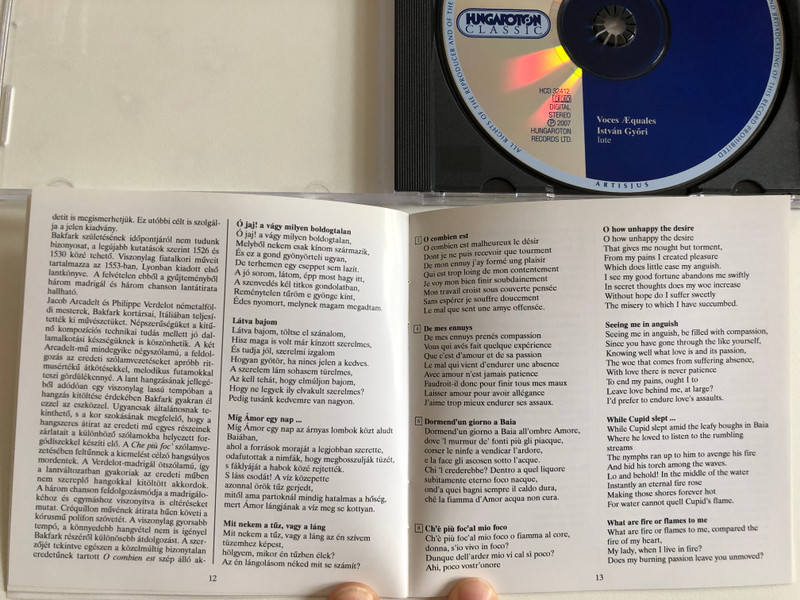 HUNGAROTON
CLASSIC
HCD 32412
DDD
DIGITAL
STEREO
Ⓟ 2007
HUNGAROTON
RECORDS LTD.
Voces Æquales
István Győri
lute
ALL RIGHTS OF THE REPRODUCER AND OF THE
AND BROADCASTING OF THIS RECORD PROHIBITED
ARTISJUS
detit is megismerhetjük. Ez utóbbi célt is szolgál-
ja a jelen kiadvány.
Bakfark születésének időpontjáról nem tudunk
bizonyosat, a legújabb kutatások szerint 1526 és
1530 közé tehető. Viszonylag fiatalkori műveit
tartalmazza az 1553-ban, Lyonban kiadott első
lantkönyve. A felvételen ebből a gyűjteményből
három madrigál és három chanson lantátirata
hallható.
Jacob Arcadelt és Philippe Verdelot németalföl-
di mesterek, Bakfark kortársai, Itáliában teljesí-
tették ki művészetüket. Népszerűségüket a kitű-
nő kompozíciós technikai tudás mellett jó dal-
lamalkotási készségüknek is köszönhetik. A két
Arcadelt-mű mindegyike négyszólamú, a feldol-
gozás az eredeti szólamvezetéseket apróbb rit-
musértékű átkötésekkel, melodikus futamokkal
teszi gördülékennyé. A lant hangzásának jellegé-
ből adódóan egy viszonylag lassú tempóban a
hangzás kitöltése érdekében Bakfark gyakran él
ezzel az eszközzel. Ugyancsak általánosnak te-
kinthető, s a kor szokásának megfelelő, hogy a
hangszeres átirat az eredeti mű egyes részeinek
zárlatait a különböző szólamokba helyezett for-
gódíszekkel készíti elő. A Che più foc' szólamve-
zetésében feltűnnek a kiemelést célzó hangsúlyos
mordentek. A Verdelot-madrigál ötszólamú, így
a lantváltozatban gyakoriak az eredeti műben
nem szereplő hangokkal kitöltött akkordok.
A három chanson feldolgozásmódja a madrigálo-
kéhoz és egymáshoz viszonyítva is eltéréseket
mutat. Créquillon művének átirata hűen követi a
kórusmű polifon szövetét. A viszonylag gyorsabb
tempó, a könnyedebb hangvétel nem is igényel
Bakfark részéről különösebb átdolgozást. A szer-
zőjét tekintve egészen a közelmúltig bizonytalan
eredetűnek tartott O combien est szép álló ak-
Ó jaj! a vágy milyen boldogtalan
Ó jaj! a vágy milyen boldogtalan,
Melyből nekem csak kínom származik,
És ez a gond gyönyörteli ugyan,
De terhemen egy cseppet sem lazít.
A jó sorom, látom, épp most hagy itt,
A szenvedés kél titkos gondolatban,
Reménytelen tűröm e gyönge kínt,
Édes nyomort, melynek magam megadtam.
Látva bajom
Látva bajom, töltse el szánalom,
Hisz maga is volt már kínzott szerelmes,
És tudja jól, szerelmi izgalom
Hogyan gyötör, ha nincs jelen a kedves.
A szerelem lám sohasem türelmes,
Az kell tehát, hogy elmúljon bajom,
Hogy ne legyek ily elvakult szerelmes?
Pedig tusánk kedvemre van nagyon.
Míg Ámor egy nap ...
Míg Ámor egy nap az árnyas lombok közt aludt
Baiában,
ahol a források moraját a legjobban szerette,
odafutottak a nimfák, hogy megbosszulják tüzét,
s fáklyáját a habok közé rejtették.
S láss csodát! A víz közepette
azonnal örök tűz gerjedt,
mitől ama partoknál mindig hatalmas a hőség,
mert Ámor lángjának a víz meg se kottyan.
Mit nekem a tűz, vagy a láng
Mit nekem a tűz, vagy a láng az én szívem
tüzemhez képest,
hölgyem, mikor én tűzben élek?
Az én lángolásom néked mit se számít?
12
3 O combien est
O combien est malheureux le désir
Dont je ne puis recevoir que tourment
De mon ennuy j'ay formé ung plaisir
Qui est trop loing de mon contentement
Je voy mon bien finir soubdainement
Mon travail croist sous couverte pensée
Sans espérer je souffre doucement
Le mal que sent une amye offensée.
4 De mes ennuys
De mes ennuys prenés compassion
Vous qui avés fait quelque expérience
Que c'est d'amour et de sa passion
Le mal qui vient d'endurer une absence
Avec amour n'est jamais patience
Faudroit-il donc pour finir tous mes maux
Laisser amour pour avoir allégance
J'aime trop mieux endurer ses assaux.
5 Dormend'un giorno a Baia
Dormend'un giorno a Baia all'ombre Amore,
dove 'l murmur de' fonti più gli piacque,
corner le ninfe a vendicar l'ardore,
e la face gli ascosen sotto l'acque.
Chi 'l crederebbe? Dentro a quel liquore
subitamente eterno foco nacque,
ond'a quei bagni sempre il caldo dura,
ché la fiamma d'Amor acqua non cura.
Ch'è più foc'al mio foco
Ch'è più foc'al mio foco o fiamma al core,
donna, s'io vivo in foco?
Dunque dell'arder mio vi cal sì poco?
Ahi, poco vostr'onore
O how unhappy the desire
O how unhappy the desire
That gives me nought but torment,
From my pains I created pleasure
Which does little ease my anguish.
I see my good fortune abandons me swiftly
In secret thoughts does my woe increase
Without hope do I suffer sweetly
The misery to which I have succumbed.
Seeing me in anguish
Seeing me in anguish, be filled with compassion,
Since you have gone through the like yourself,
Knowing well what love is and its passion,
The woe that comes from suffering absence,
With love there is never patience
To end my pains, ought I to
Leave love behind me, at large?
I'd prefer to endure love's assaults.
While Cupid slept ...
While Cupid slept amid the leafy boughs in Baia
Where he loved to listen to the rumbling
streams
The nymphs ran up to him to avenge his fire
And hid his torch among the waves.
Lo and behold! In the middle of the water
Instantly an eternal fire rose
Making those shores forever hot
For water cannot quell Cupid's flame.
What are fire or flames to me
What are fire or flames to me, compared the
fire of my heart,
My lady, when I live in fire?
Does my burning passion leave you unmoved?
13